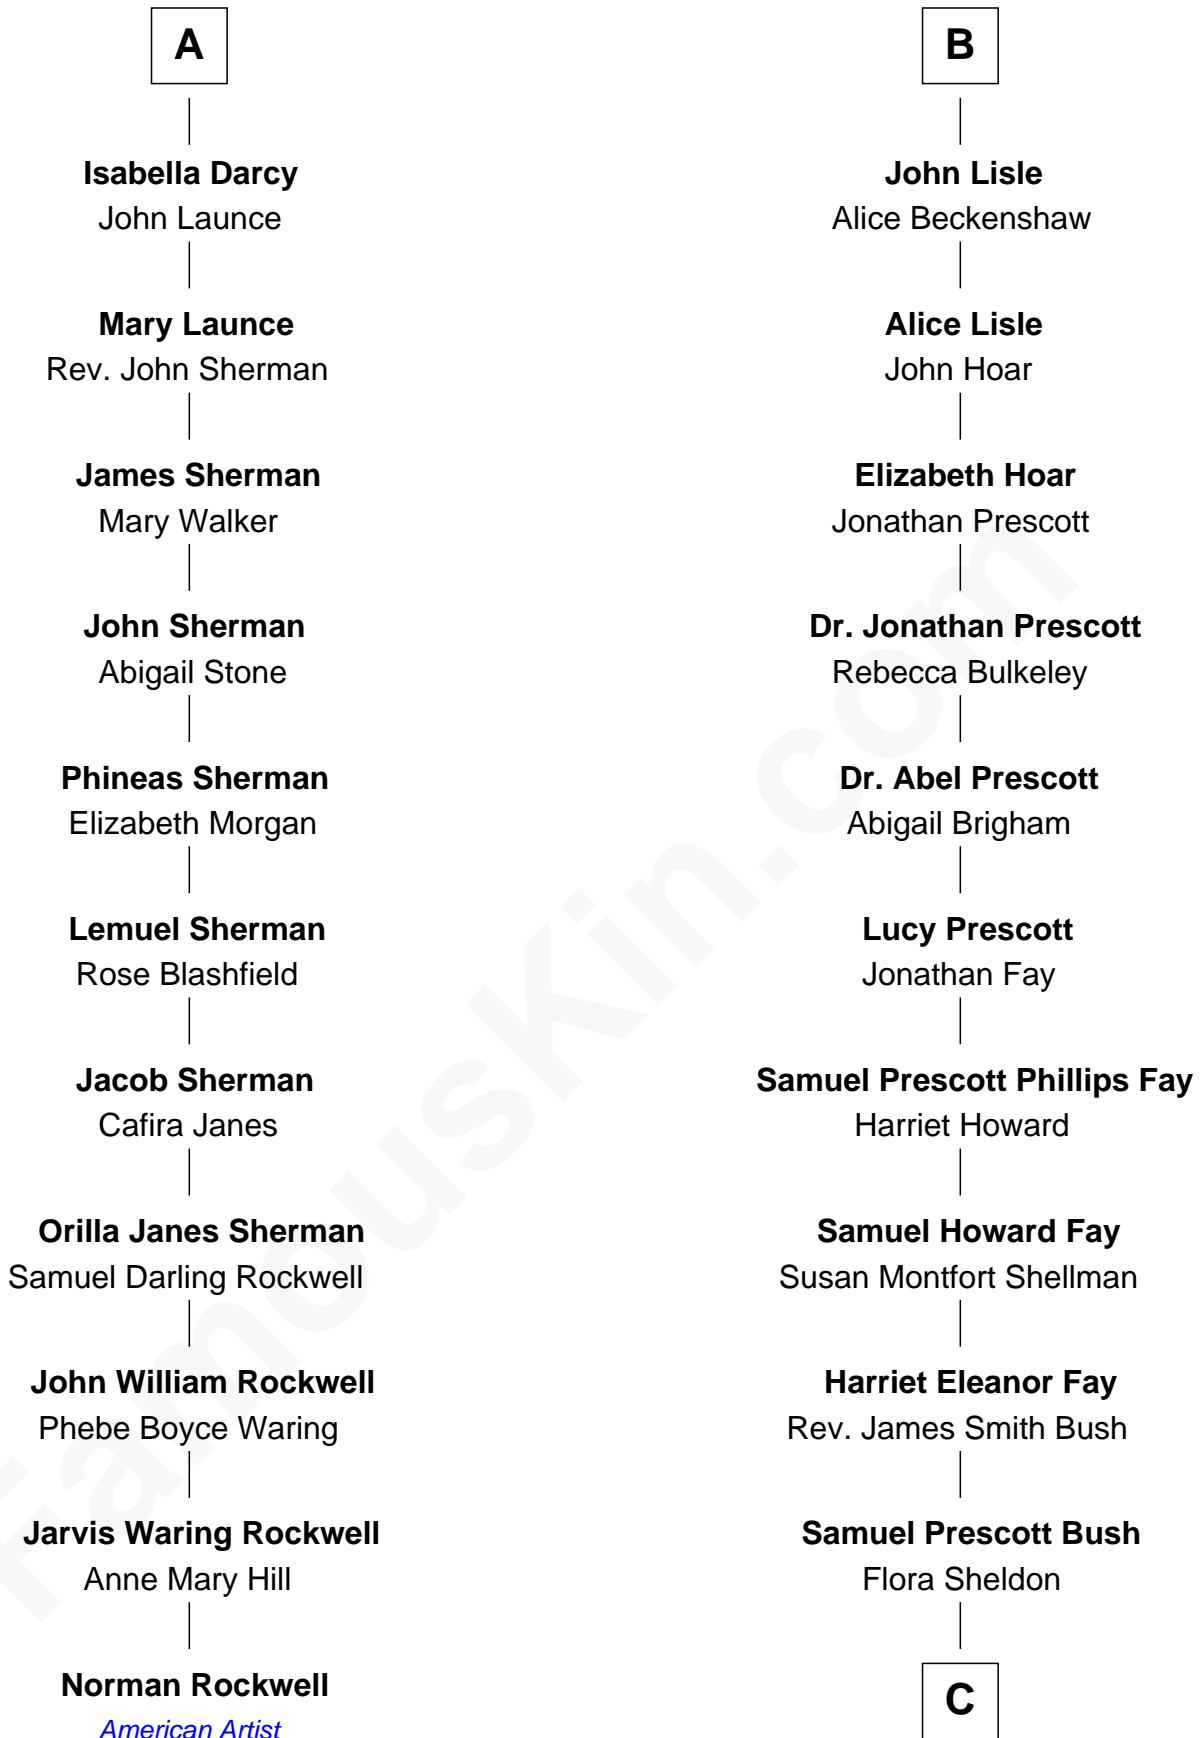 A
Isabella Darcy
John Launce
Mary Launce
Rev. John Sherman
James Sherman
Mary Walker
John Sherman
Abigail Stone
Phineas Sherman
Elizabeth Morgan
Lemuel Sherman
Rose Blashfield
Jacob Sherman
Cafira Janes
Orilla Janes Sherman
Samuel Darling Rockwell
John William Rockwell
Phebe Boyce Waring
Jarvis Waring Rockwell
Anne Mary Hill
Norman Rockwell
American Artist
B
John Lisle
Alice Beckenshaw
Alice Lisle
John Hoar
Elizabeth Hoar
Jonathan Prescott
Dr. Jonathan Prescott
Rebecca Bulkeley
Dr. Abel Prescott
Abigail Brigham
Lucy Prescott
Jonathan Fay
Samuel Prescott Phillips Fay
Harriet Howard
Samuel Howard Fay
Susan Montfort Shellman
Harriet Eleanor Fay
Rev. James Smith Bush
Samuel Prescott Bush
Flora Sheldon
C
FamousKin.com